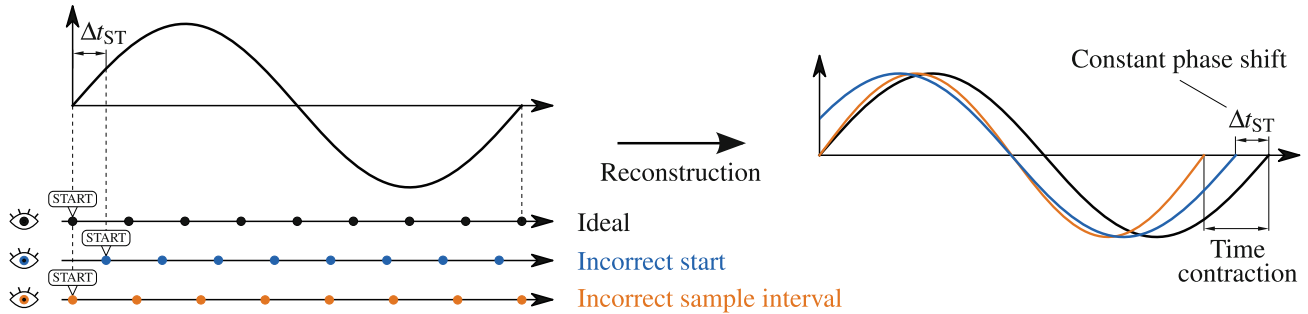 Δt_ST
START
Ideal
START
Incorrect start
START
Incorrect sample interval
Reconstruction
Constant phase shift
Δt_ST
Time
contraction